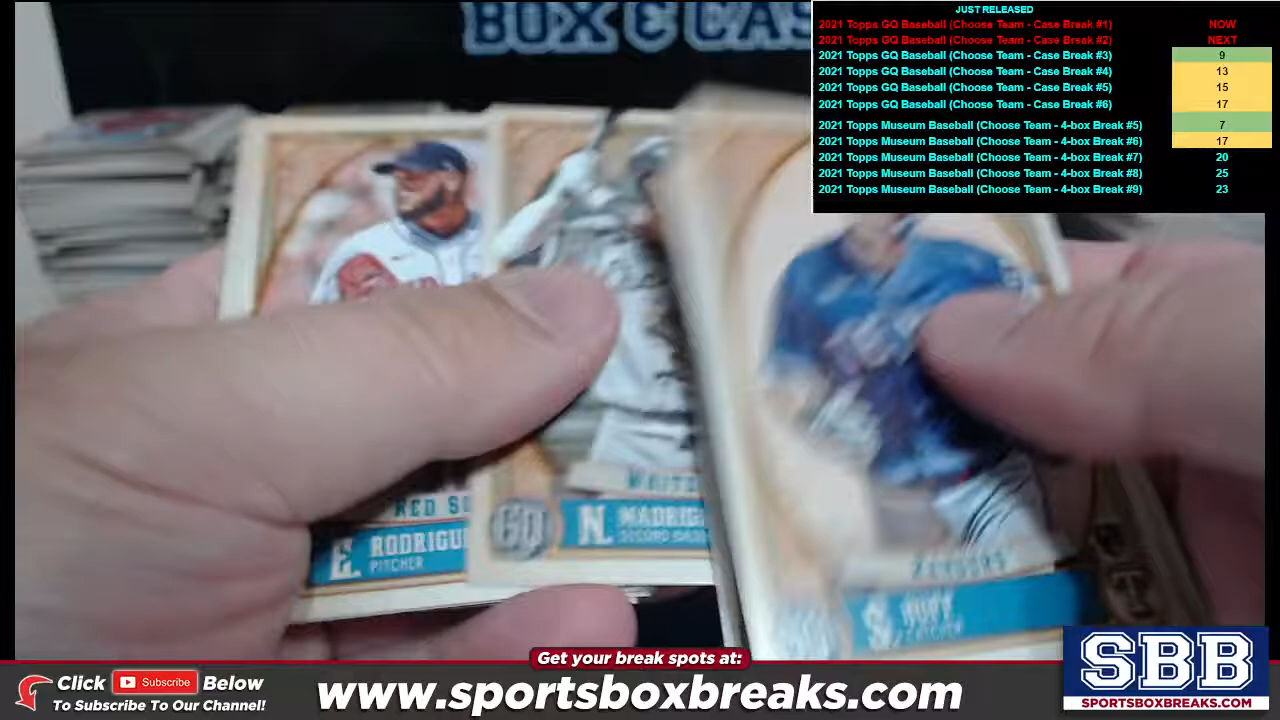 BOX & CAS
JUST RELEASED
2021 Topps GQ Baseball (Choose Team - Case Break #1) NOW
2021 Topps GQ Baseball (Choose Team - Case Break #2) NEXT
2021 Topps GQ Baseball (Choose Team - Case Break #3) 9
2021 Topps GQ Baseball (Choose Team - Case Break #4) 13
2021 Topps GQ Baseball (Choose Team - Case Break #5) 15
2021 Topps GQ Baseball (Choose Team - Case Break #6) 17
2021 Topps Museum Baseball (Choose Team - 4-box Break #5) 7
2021 Topps Museum Baseball (Choose Team - 4-box Break #6) 17
2021 Topps Museum Baseball (Choose Team - 4-box Break #7) 20
2021 Topps Museum Baseball (Choose Team - 4-box Break #8) 25
2021 Topps Museum Baseball (Choose Team - 4-box Break #9) 23
RED SO
E. RODRIGU
PITCHER
WHITE
GQ
N. MADRIG
SECOND BASE
RANGERS
S. HUFF
CATCHER
Get your break spots at:
Click Subscribe Below
To Subscribe To Our Channel!
www.sportsboxbreaks.com
SBB
SPORTSBOXBREAKS.COM